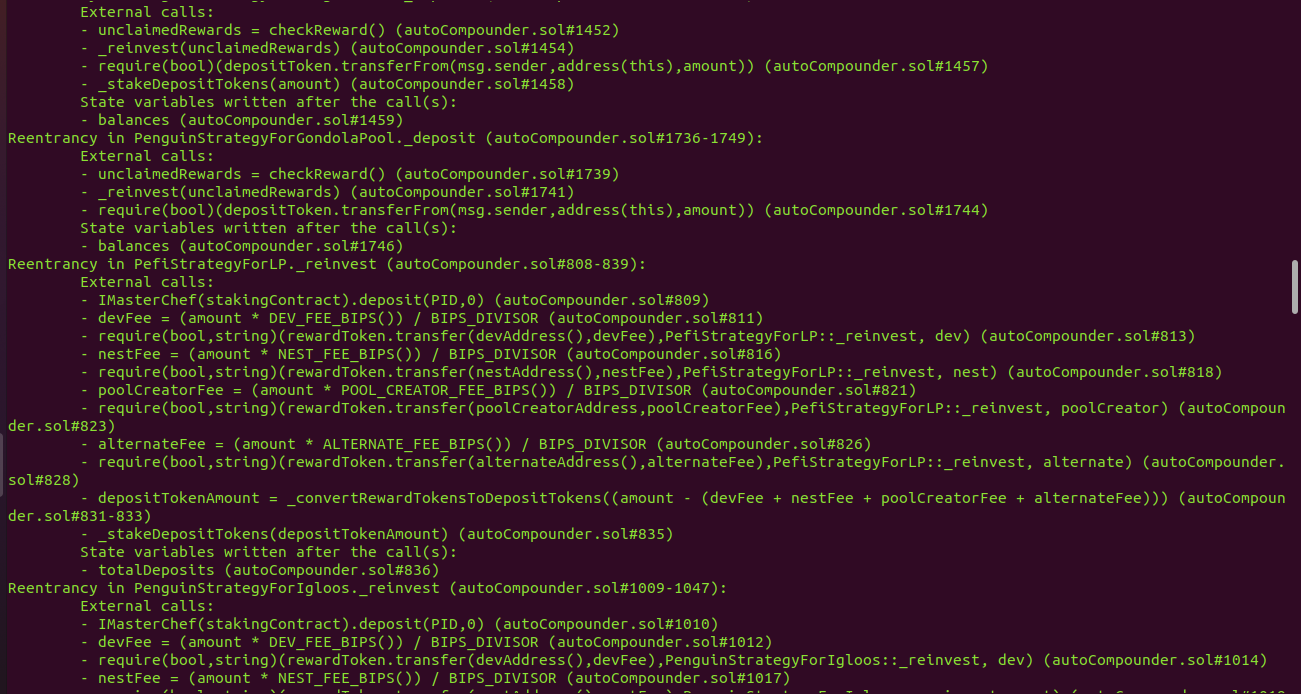 External calls:
- unclaimedRewards = checkReward() (autoCompounder.sol#1452)
- _reinvest(unclaimedRewards) (autoCompounder.sol#1454)
- require(bool)(depositToken.transferFrom(msg.sender,address(this),amount)) (autoCompounder.sol#1457)
- _stakeDepositTokens(amount) (autoCompounder.sol#1458)
State variables written after the call(s):
- balances (autoCompounder.sol#1459)
Reentrancy in PenguinStrategyForGondolaPool._deposit (autoCompounder.sol#1736-1749):
External calls:
- unclaimedRewards = checkReward() (autoCompounder.sol#1739)
- _reinvest(unclaimedRewards) (autoCompounder.sol#1741)
- require(bool)(depositToken.transferFrom(msg.sender,address(this),amount)) (autoCompounder.sol#1744)
State variables written after the call(s):
- balances (autoCompounder.sol#1746)
Reentrancy in PefiStrategyForLP._reinvest (autoCompounder.sol#808-839):
External calls:
- IMasterChef(stakingContract).deposit(PID,0) (autoCompounder.sol#809)
- devFee = (amount * DEV_FEE_BIPS()) / BIPS_DIVISOR (autoCompounder.sol#811)
- require(bool,string)(rewardToken.transfer(devAddress(),devFee),PefiStrategyForLP::_reinvest, dev) (autoCompounder.sol#813)
- nestFee = (amount * NEST_FEE_BIPS()) / BIPS_DIVISOR (autoCompounder.sol#816)
- require(bool,string)(rewardToken.transfer(nestAddress(),nestFee),PefiStrategyForLP::_reinvest, nest) (autoCompounder.sol#818)
- poolCreatorFee = (amount * POOL_CREATOR_FEE_BIPS()) / BIPS_DIVISOR (autoCompounder.sol#821)
- require(bool,string)(rewardToken.transfer(poolCreatorAddress,poolCreatorFee),PefiStrategyForLP::_reinvest, poolCreator) (autoCompoun
der.sol#823)
- alternateFee = (amount * ALTERNATE_FEE_BIPS()) / BIPS_DIVISOR (autoCompounder.sol#826)
- require(bool,string)(rewardToken.transfer(alternateAddress(),alternateFee),PefiStrategyForLP::_reinvest, alternate) (autoCompounder.
sol#828)
- depositTokenAmount = _convertRewardTokensToDepositTokens((amount - (devFee + nestFee + poolCreatorFee + alternateFee))) (autoCompoun
der.sol#831-833)
- _stakeDepositTokens(depositTokenAmount) (autoCompounder.sol#835)
State variables written after the call(s):
- totalDeposits (autoCompounder.sol#836)
Reentrancy in PenguinStrategyForIgloos._reinvest (autoCompounder.sol#1009-1047):
External calls:
- IMasterChef(stakingContract).deposit(PID,0) (autoCompounder.sol#1010)
- devFee = (amount * DEV_FEE_BIPS()) / BIPS_DIVISOR (autoCompounder.sol#1012)
- require(bool,string)(rewardToken.transfer(devAddress(),devFee),PenguinStrategyForIgloos::_reinvest, dev) (autoCompounder.sol#1014)
- nestFee = (amount * NEST_FEE_BIPS()) / BIPS_DIVISOR (autoCompounder.sol#1017)